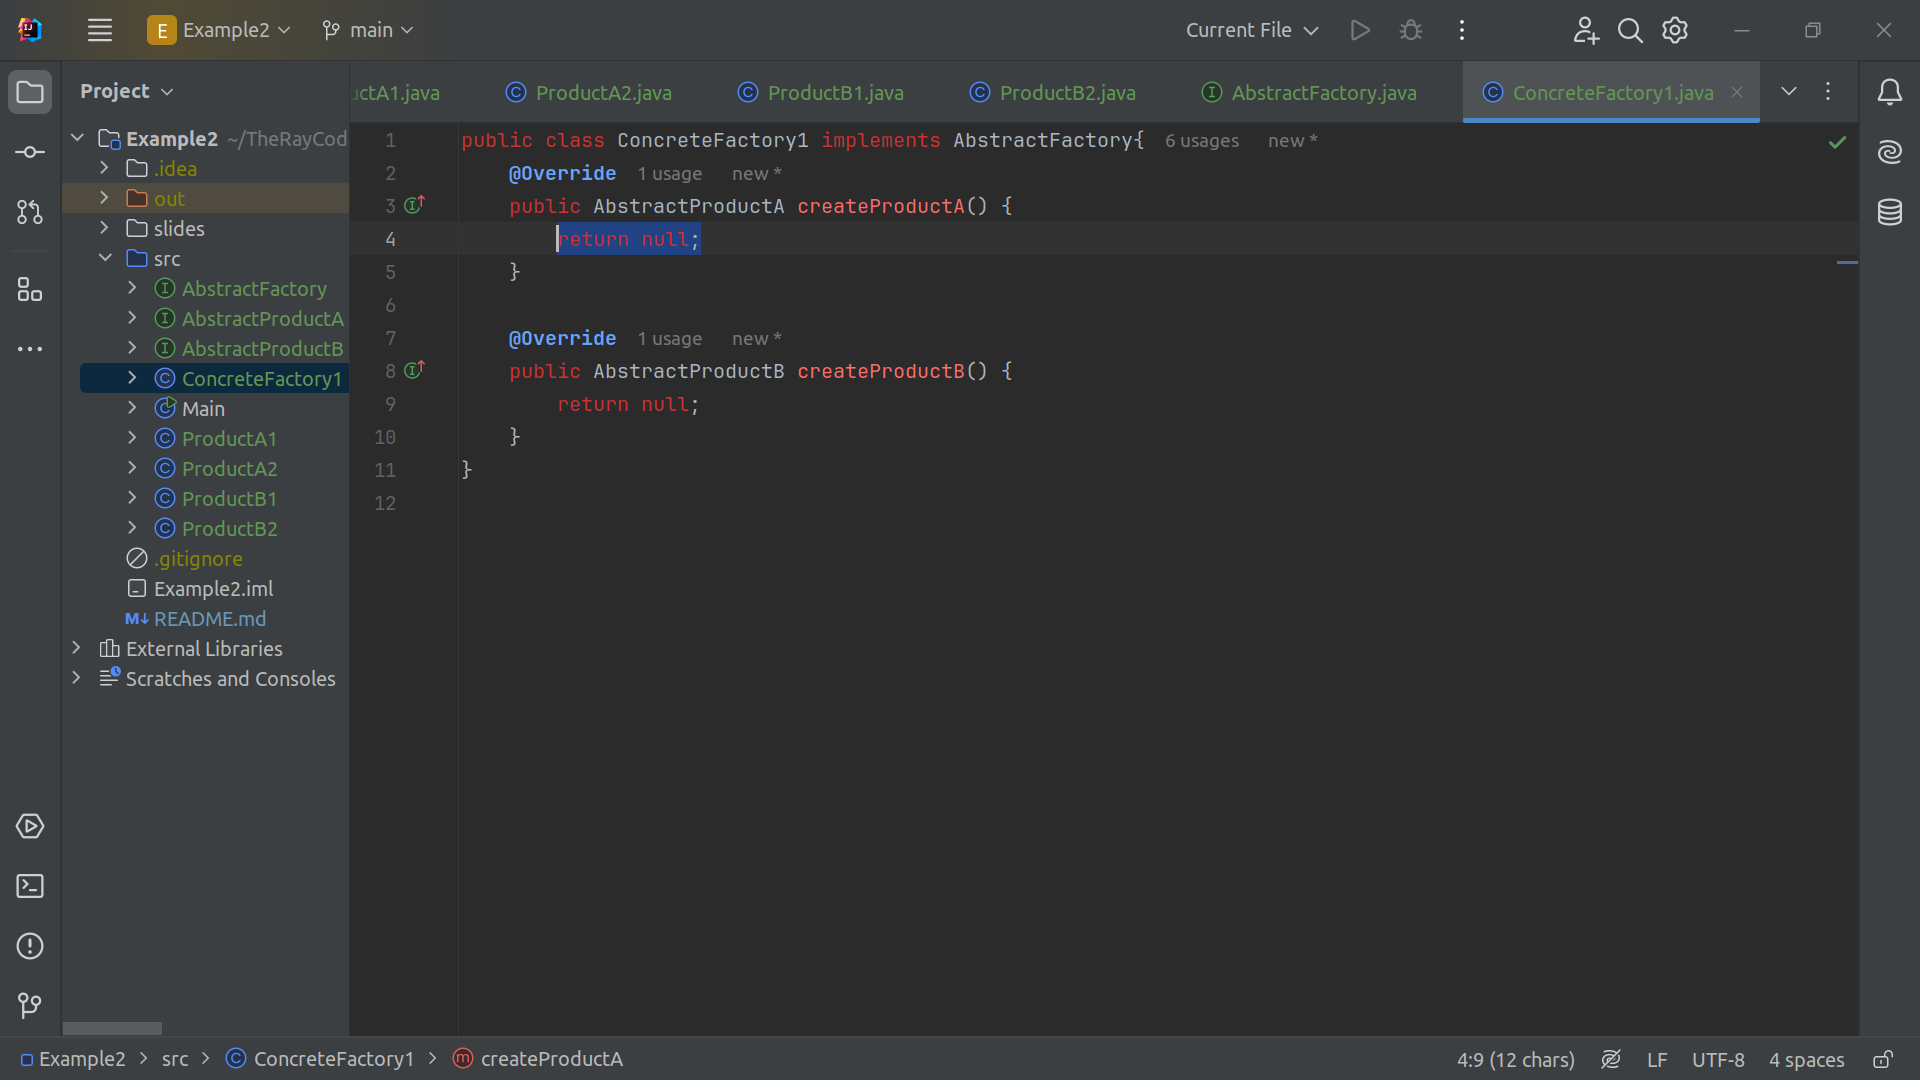 E Example2
main
Current File
Project
uctA1.java
ProductA2.java
ProductB1.java
ProductB2.java
AbstractFactory.java
ConcreteFactory1.java
Example2 ~/TheRayCod
.idea
out
slides
src
AbstractFactory
AbstractProductA
AbstractProductB
ConcreteFactory1
Main
ProductA1
ProductA2
ProductB1
ProductB2
.gitignore
Example2.iml
README.md
External Libraries
Scratches and Consoles
1 public class ConcreteFactory1 implements AbstractFactory{ 6 usages new *
2 @Override 1 usage new *
3 public AbstractProductA createProductA() {
4 return null;
5 }
6
7 @Override 1 usage new *
8 public AbstractProductB createProductB() {
9 return null;
10 }
11 }
12
Example2 > src > ConcreteFactory1 > createProductA
4:9 (12 chars)
LF
UTF-8
4 spaces